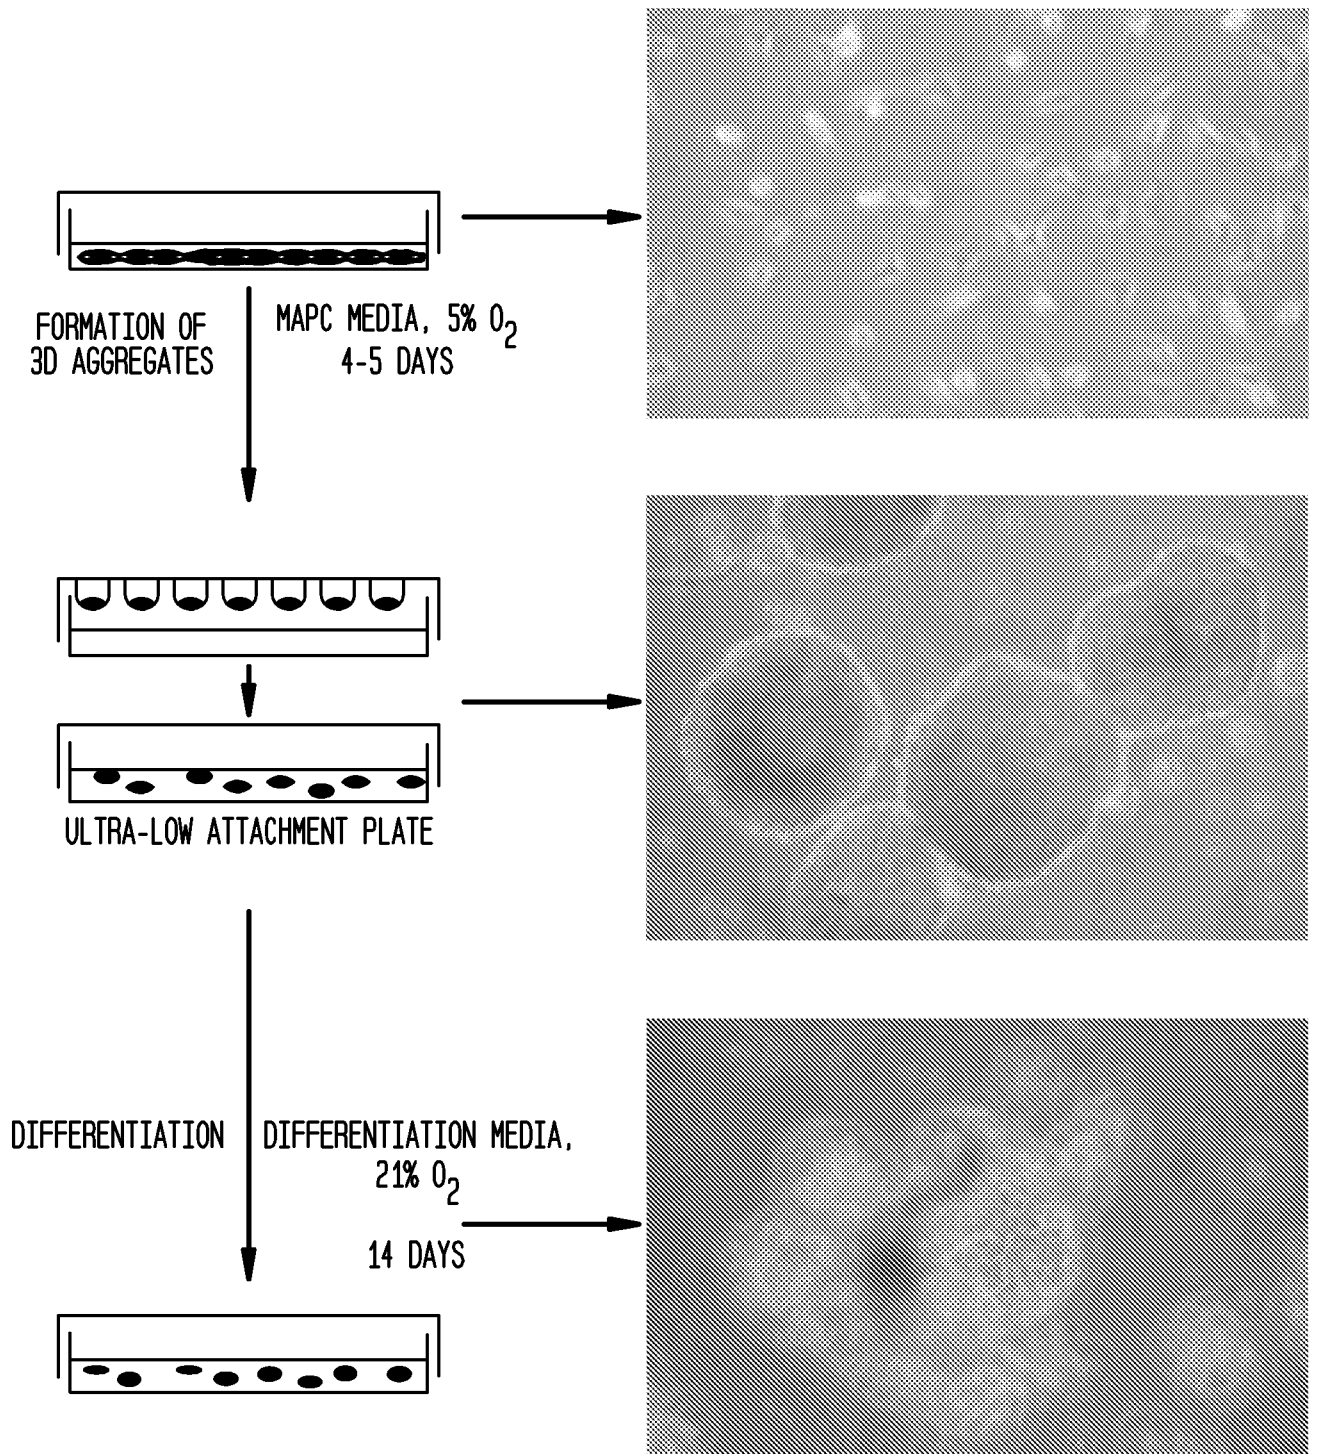 FORMATION OF
3D AGGREGATES
MAPC MEDIA, 5% O2
4-5 DAYS
ULTRA-LOW ATTACHMENT PLATE
DIFFERENTIATION
DIFFERENTIATION MEDIA,
21% O2
14 DAYS